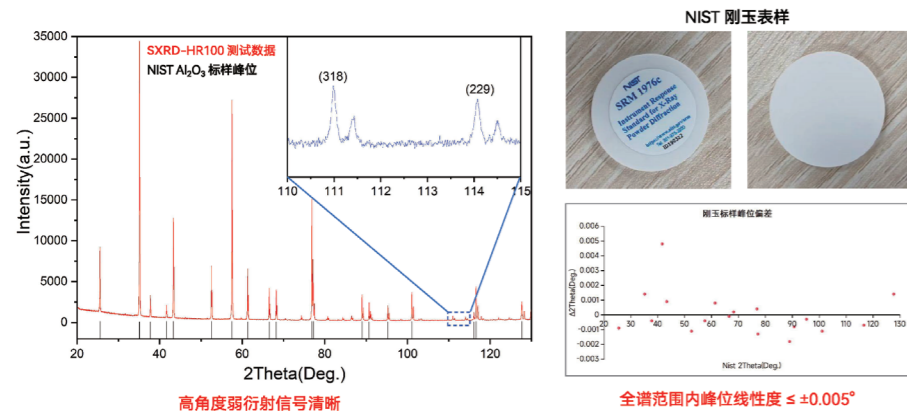 SXRD-HR100 测试数据
NIST Al₂O₃ 标样峰位
Intensity(a.u.)
35000
30000
25000
20000
15000
10000
5000
0
20
40
60
80
100
120
2Theta(Deg.)
(318)
(229)
110
111
112
113
114
115
高角度弱衍射信号清晰
NIST 刚玉表样
NIST
SRM 1976c
Instrument Response
Standard for X-Ray
Powder Diffraction
刚玉标样峰位偏差
Δ2Theta(Deg.)
0.006
0.005
0.004
0.003
0.002
0.001
0
-0.001
-0.002
-0.003
20
30
40
50
60
70
80
90
100
110
120
130
Nist 2Theta(Deg.)
全谱范围内峰位线性度 ≤ ±0.005°